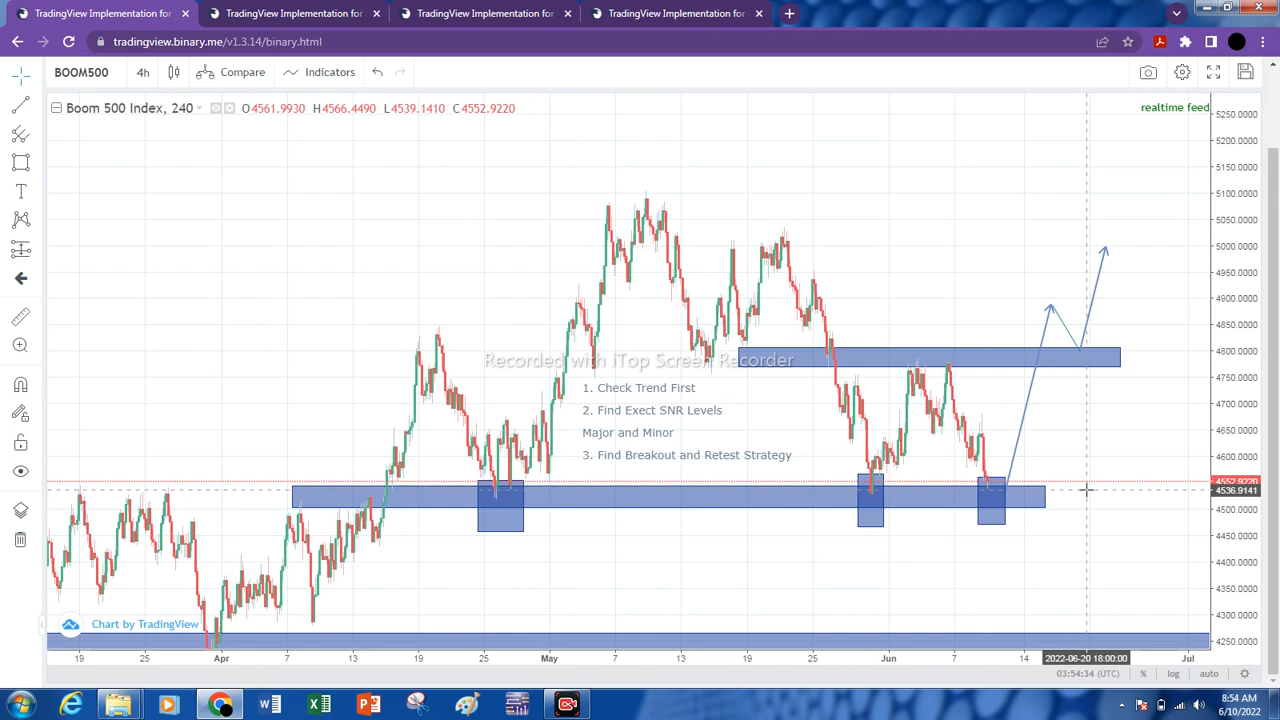 TradingView Implementation for
TradingView Implementation for
TradingView Implementation for
TradingView Implementation for
tradingview.binary.me/v1.3.14/binary.html
BOOM500
4h
Compare
Indicators
Boom 500 Index, 240
O4561.9930 H4566.4490 L4539.1410 C4552.9220
realtime feed
5250.0000
5200.0000
5150.0000
5100.0000
5050.0000
5000.0000
4950.0000
4900.0000
4850.0000
4800.0000
4750.0000
4700.0000
4650.0000
4600.0000
4552.9220
4536.9141
4500.0000
4450.0000
4400.0000
4350.0000
4300.0000
4250.0000
Recorded with iTop Screen Recorder
1. Check Trend First
2. Find Exect SNR Levels
Major and Minor
3. Find Breakout and Retest Strategy
Chart by TradingView
19 25 Apr 7 13 19 25 May 7 13 19 25 Jun 7 14 2022-06-20 18:00:00 Jul
03:54:34 (UTC) % log auto
8:54 AM
6/10/2022